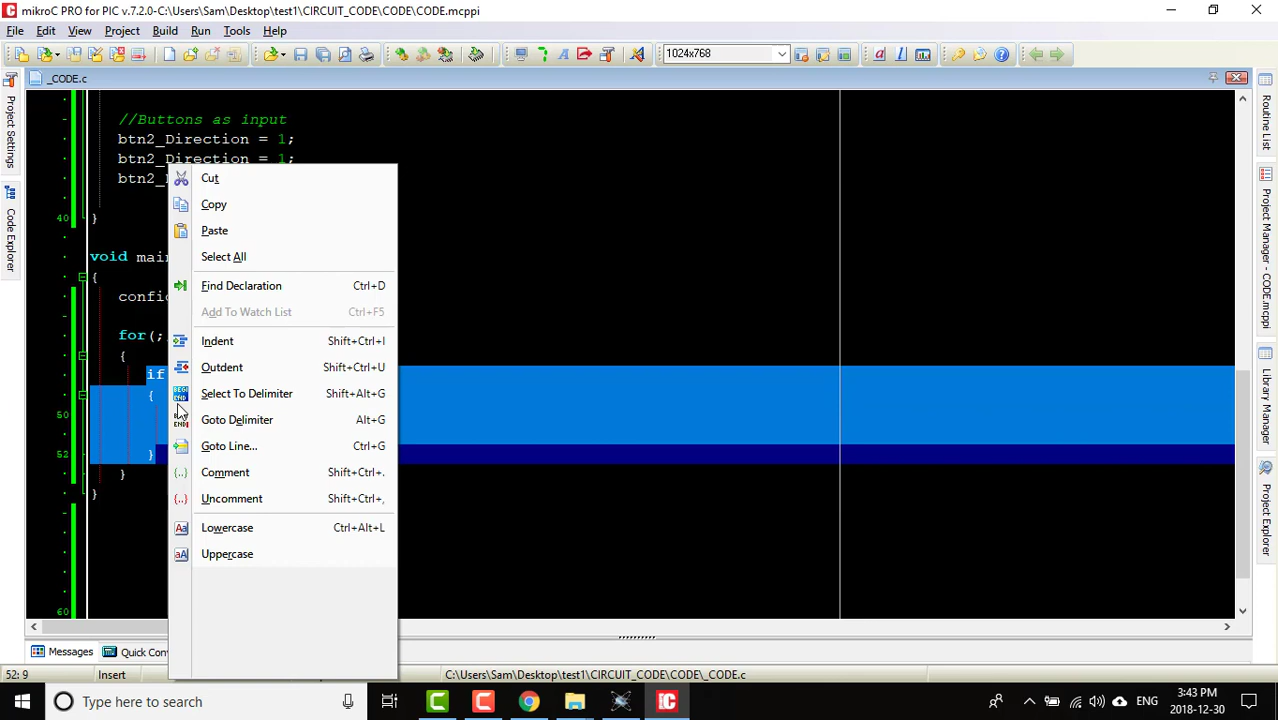 mikroC PRO for PIC v.7.2.0 - C:\Users\Sam\Desktop\test1\CIRCUIT_CODE\CODE\CODE.mcppi
File Edit View Project Build Run Tools Help
1024x768
_CODE.c
//Buttons as input
btn2_Direction = 1;
btn2_Direction = 1;
40 }
void
{
for(;
{
if
{
50
52 }
}
}
60
Cut
Copy
Paste
Select All
Find Declaration Ctrl+D
Add To Watch List Ctrl+F5
Indent Shift+Ctrl+I
Outdent Shift+Ctrl+U
Select To Delimiter Shift+Alt+G
Goto Delimiter Alt+G
Goto Line... Ctrl+G
Comment Shift+Ctrl+.
Uncomment Shift+Ctrl+,
Lowercase Ctrl+Alt+L
Uppercase
Project Settings
Code Explorer
Routine List
Project Manager - CODE.mcppi
Library Manager
Project Explorer
Messages Quick
52: 9 Insert C:\Users\Sam\Desktop\test1\CIRCUIT_CODE\CODE\_CODE.c
Type here to search
ENG
3:43 PM
2018-12-30